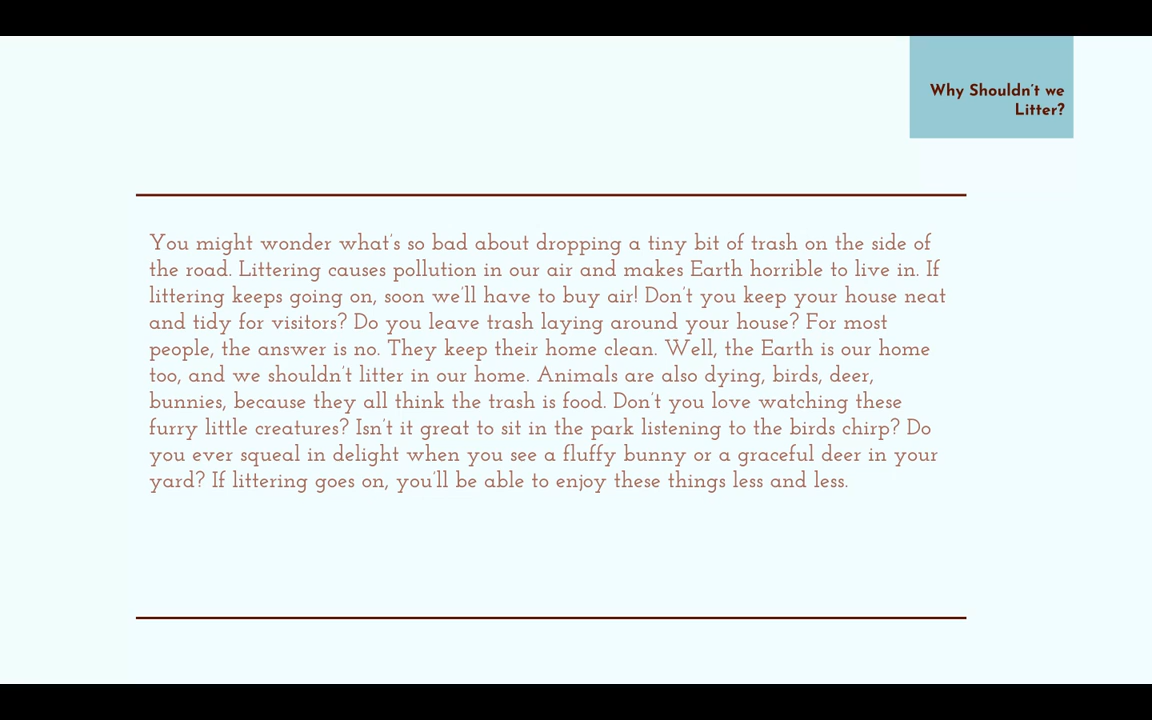 Why Shouldn't we
Litter?
You might wonder what's so bad about dropping a tiny bit of trash on the side of
the road. Littering causes pollution in our air and makes Earth horrible to live in. If
littering keeps going on, soon we'll have to buy air! Don't you keep your house neat
and tidy for visitors? Do you leave trash laying around your house? For most
people, the answer is no. They keep their home clean. Well, the Earth is our home
too, and we shouldn't litter in our home. Animals are also dying, birds, deer,
bunnies, because they all think the trash is food. Don't you love watching these
furry little creatures? Isn't it great to sit in the park listening to the birds chirp? Do
you ever squeal in delight when you see a fluffy bunny or a graceful deer in your
yard? If littering goes on, you'll be able to enjoy these things less and less.